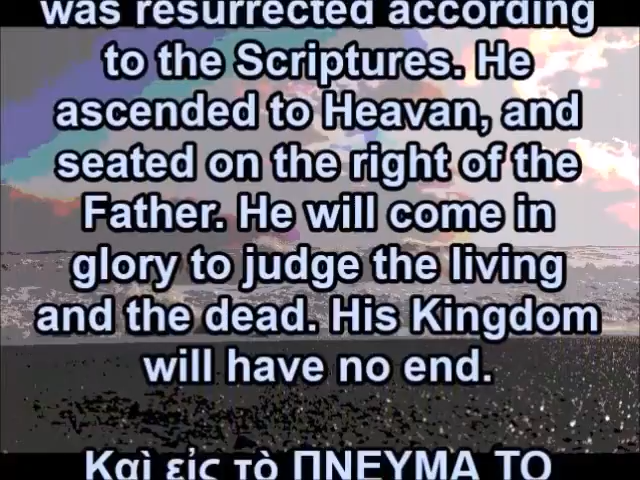 was resurrected according
to the Scriptures. He
ascended to Heavan, and
seated on the right of the
Father. He will come in
glory to judge the living
and the dead. His Kingdom
will have no end.
Καὶ εἰς τὸ ΠΝΕΥΜΑ ΤΟ